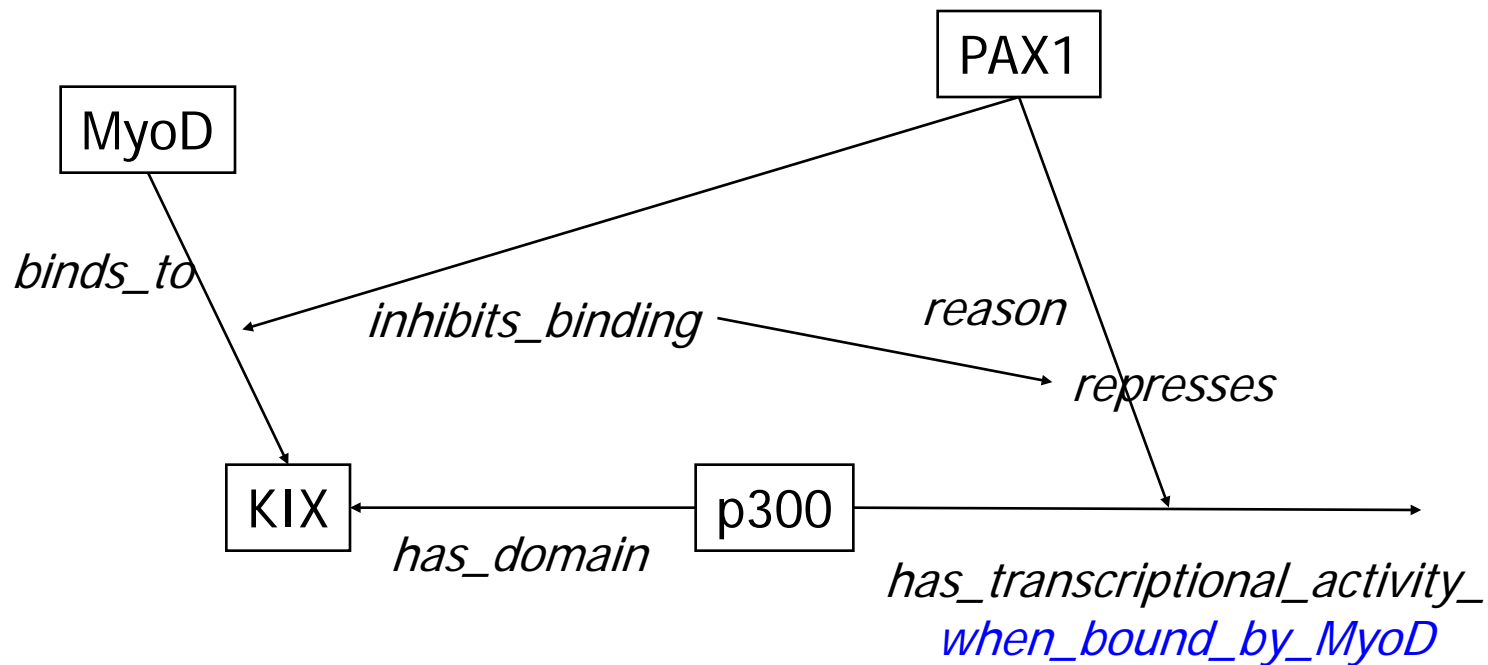 PAX1
MyoD
binds_to
inhibits_binding
reason
represses
KIX
p300
has_domain
has_transcriptional_activity_
when_bound_by_MyoD